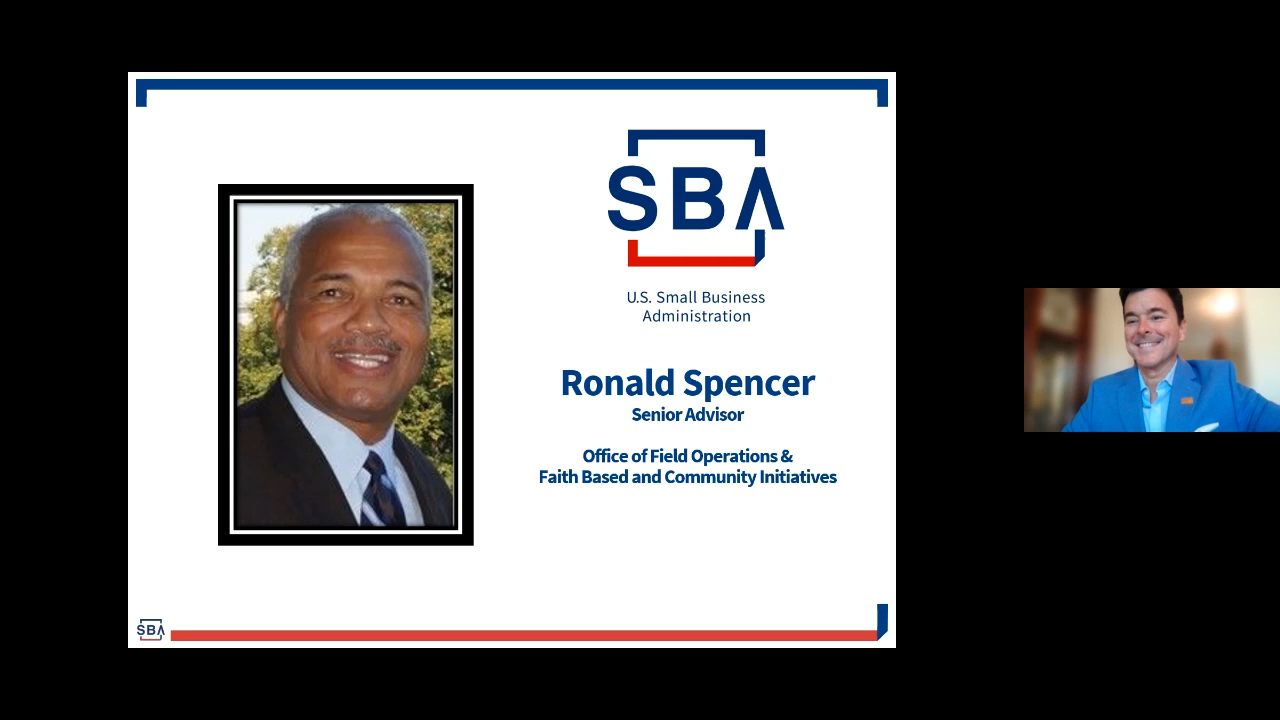 SBA
U.S. Small Business
Administration
Ronald Spencer
Senior Advisor
Office of Field Operations &
Faith Based and Community Initiatives
SBA